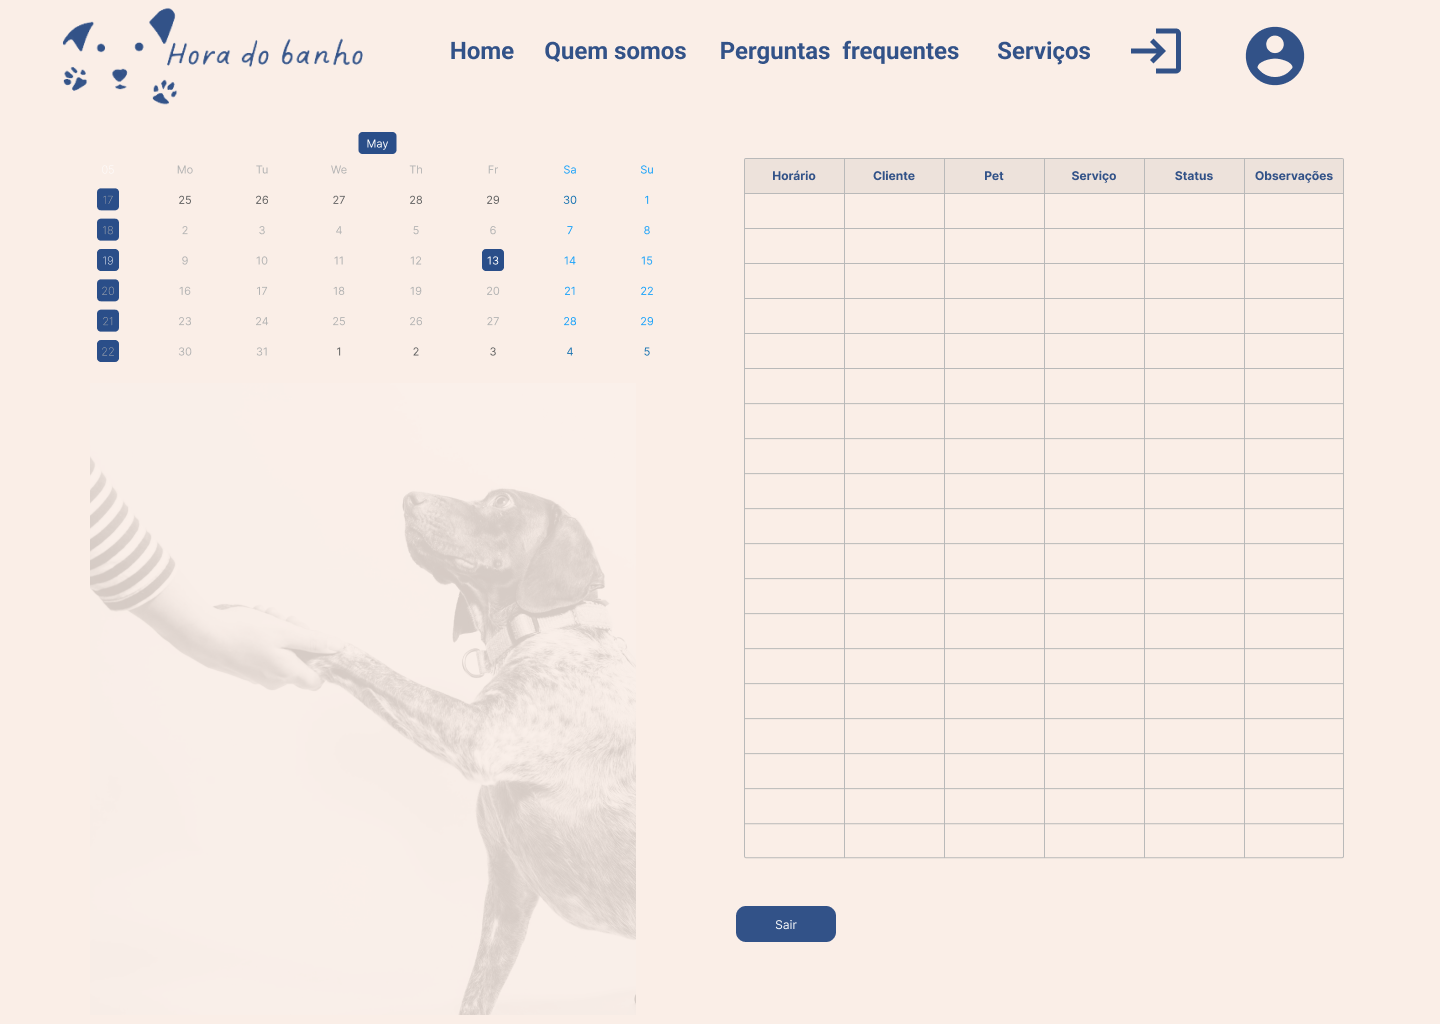 Hora do banho
Home Quem somos Perguntas frequentes Serviços
May
Mo Tu We Th Fr Sa Su
17 25 26 27 28 29 30 1
18 2 3 4 5 6 7 8
19 9 10 11 12 13 14 15
20 16 17 18 19 20 21 22
21 23 24 25 26 27 28 29
22 30 31 1 2 3 4 5
Horário Cliente Pet Serviço Status Observações
Sair